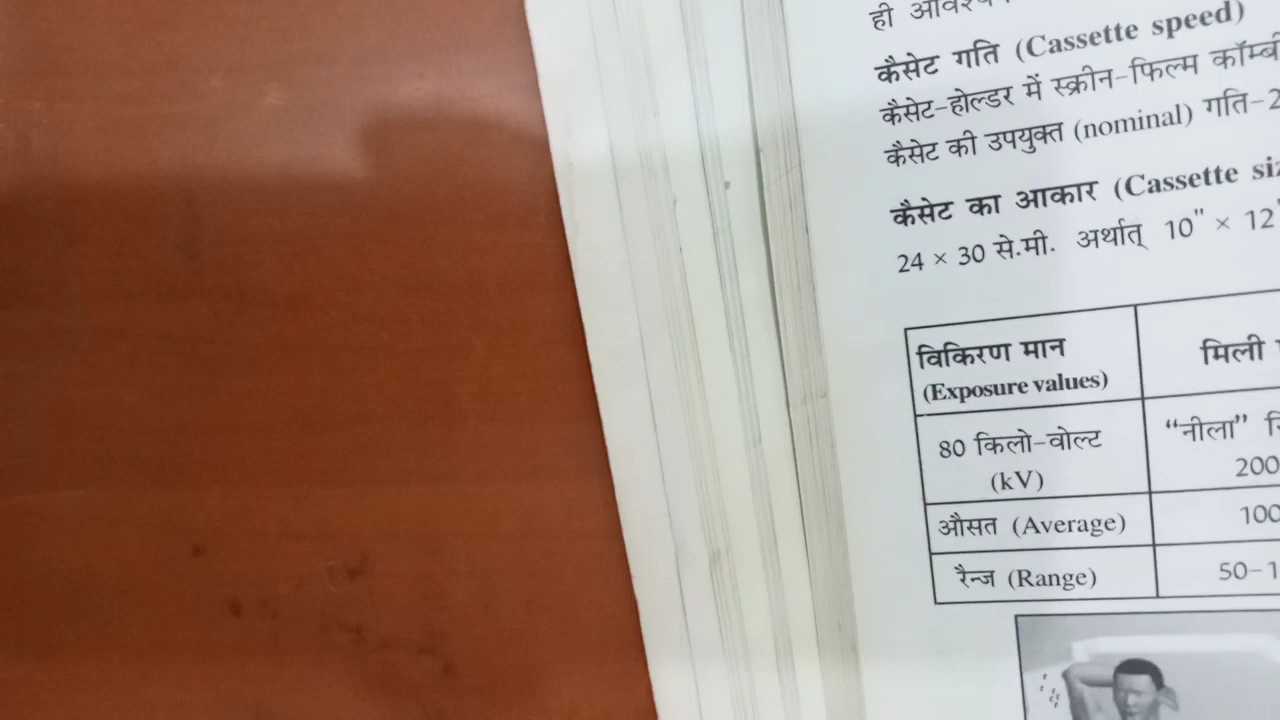 ही
कैसेट गति (Cassette speed)
कैसेट-होल्डर में स्क्रीन-फिल्म
कैसेट की उपयुक्त (nominal) गति-2
कैसेट का आकार (Cassette
24 × 30 से.मी. अर्थात् 10" × 12"
विकिरण मान
(Exposure values)
मिली
80 किलो-वोल्ट
(kV)
“नीला”
200
औसत (Average)
100
रैन्ज (Range)
50-1